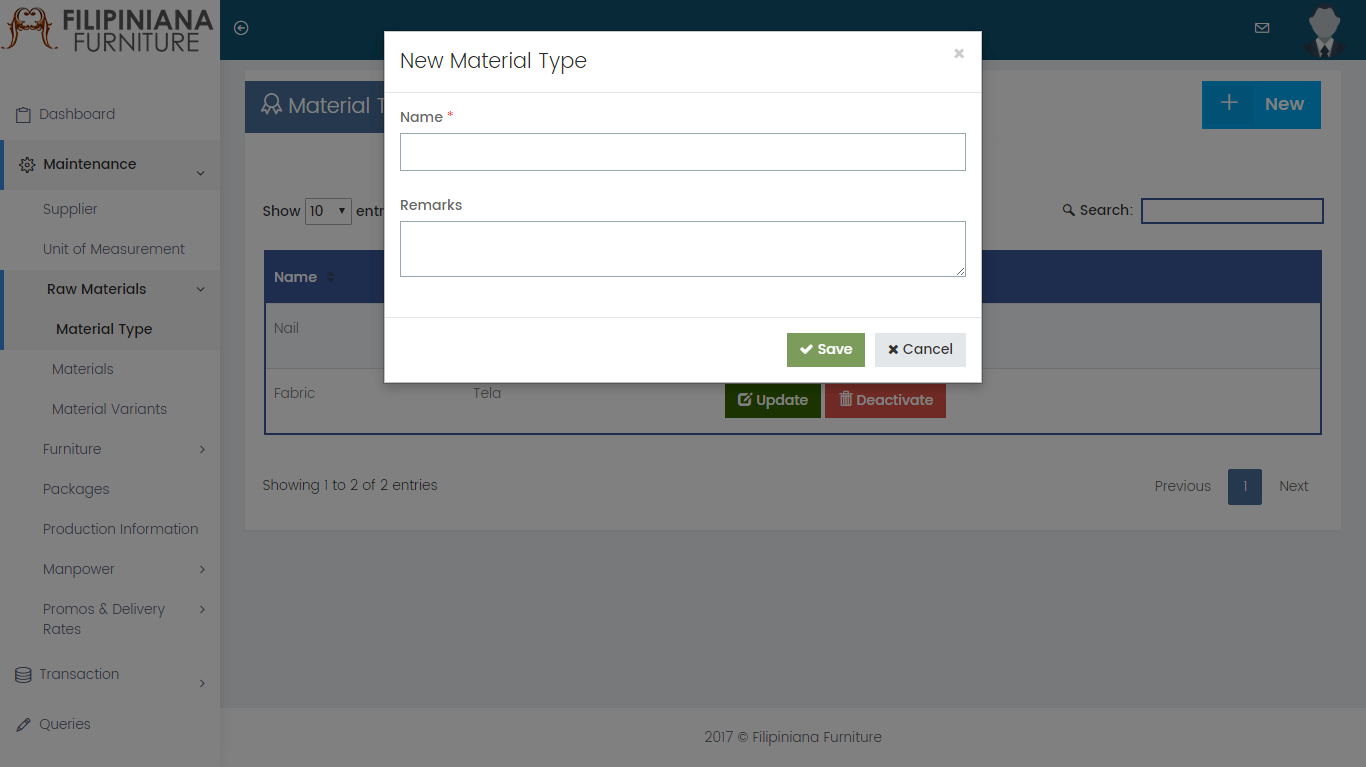 FILIPINIANA
FURNITURE
Dashboard
Maintenance
Supplier
Unit of Measurement
Raw Materials
Material Type
Materials
Material Variants
Furniture
Packages
Production Information
Manpower
Promos & Delivery
Rates
Transaction
Queries
Material T
New
Show 10 entr
Search:
Name
Nail
Fabric Tela Update Deactivate
Showing 1 to 2 of 2 entries
Previous 1 Next
2017 © Filipiniana Furniture
New Material Type
×
Name *
Remarks
Save Cancel